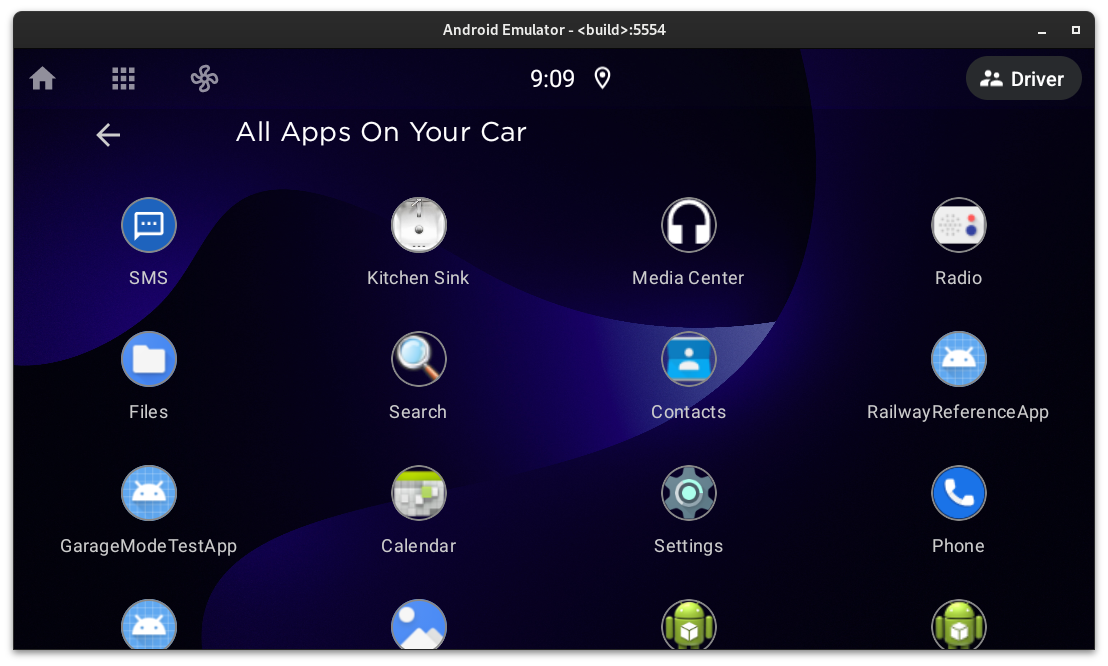 Android Emulator - <build>:5554
9:09
Driver
All Apps On Your Car
SMS
Kitchen Sink
Media Center
Radio
Files
Search
Contacts
RailwayReferenceApp
GarageModeTestApp
Calendar
Settings
Phone